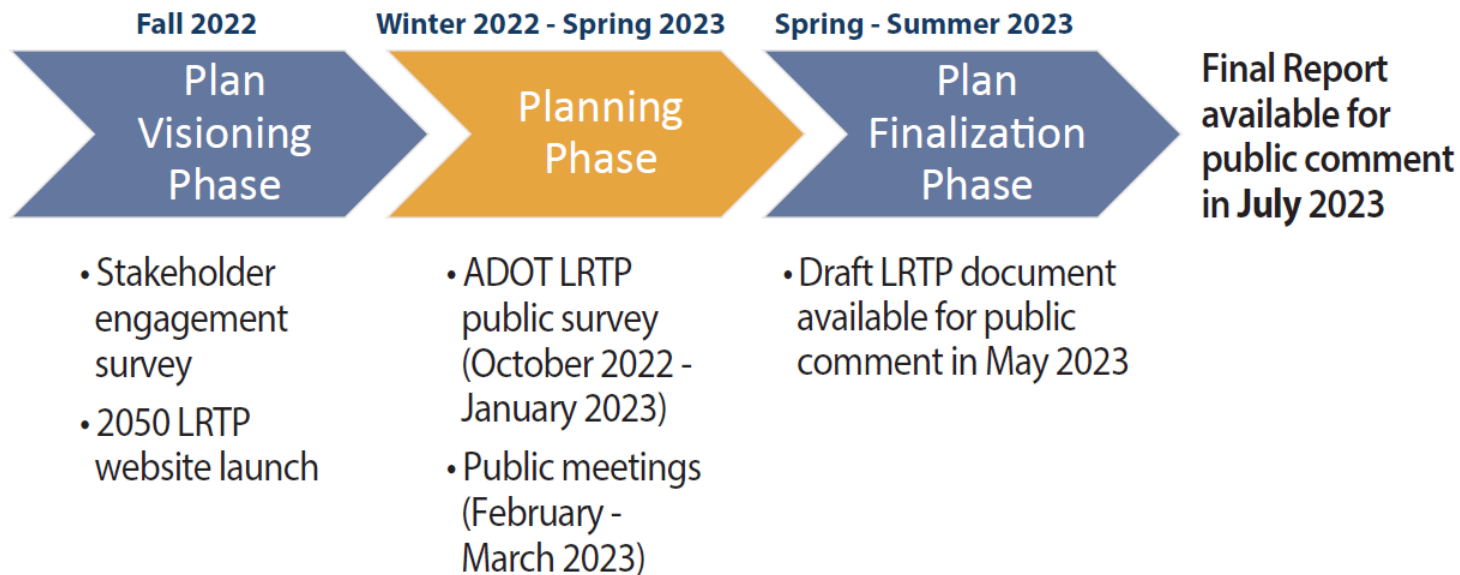 Fall 2022
Plan
Visioning
Phase
• Stakeholder
engagement
survey
• 2050 LRTP
website launch
Winter 2022 - Spring 2023
Planning
Phase
• ADOT LRTP
public survey
(October 2022 -
January 2023)
• Public meetings
(February -
March 2023)
Spring - Summer 2023
Plan
Finalization
Phase
• Draft LRTP document
available for public
comment in May 2023
Final Report
available for
public comment
in July 2023